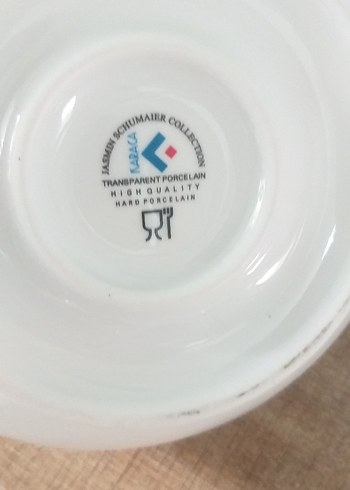 JASMIN SCHUMAIER COLLECTION
KARACA
TRANSPARENT PORCELAIN
HIGH QUALITY
HARD PORCELAIN